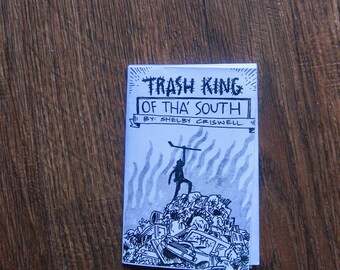 TRASH KING
OF THA' SOUTH
BY: SHELBY CRISWELL